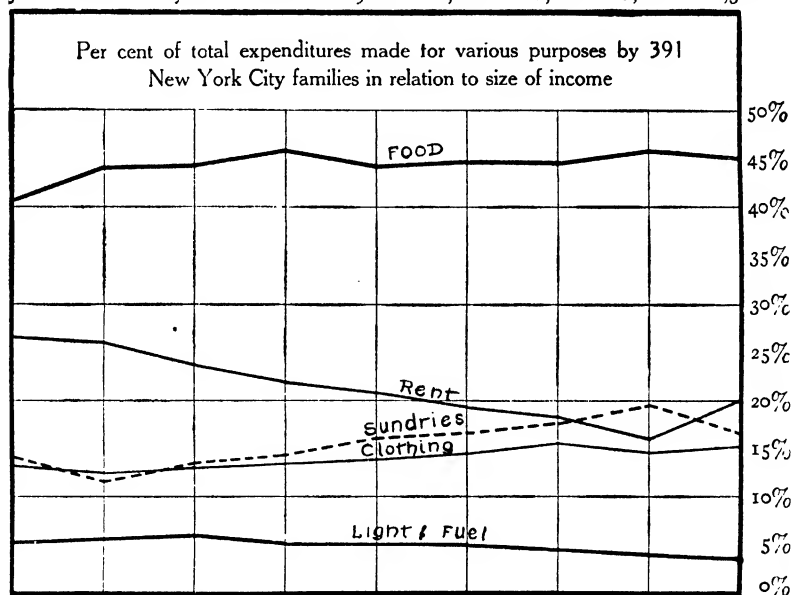 Per cent of total expenditures made for various purposes by 391
New York City families in relation to size of income
50%
FOOD
45%
40%
35%
30%
25%
Rent
20%
Sundries
Clothing
15%
10%
Light & Fuel
5%
0%